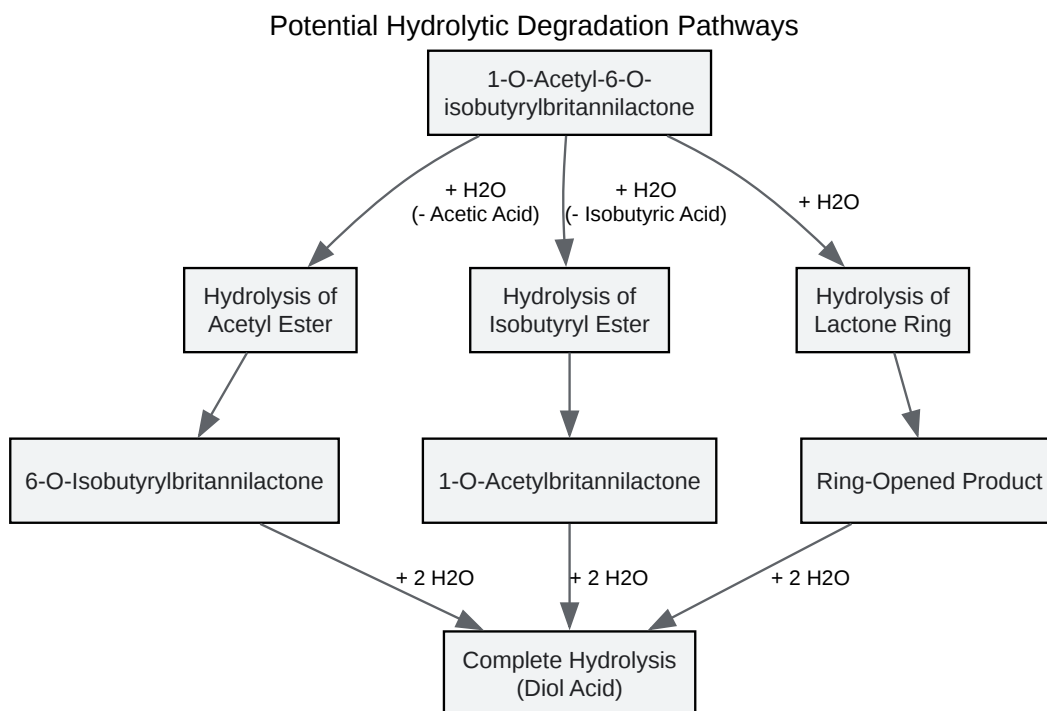 Potential Hydrolytic Degradation Pathways
1-O-Acetyl-6-O-
isobutyrylbritannilactone
+ H2O
(- Acetic Acid)
+ H2O
(- Isobutyric Acid)
+ H2O
Hydrolysis of
Acetyl Ester
Hydrolysis of
Isobutyryl Ester
Hydrolysis of
Lactone Ring
6-O-Isobutyrylbritannilactone
1-O-Acetylbritannilactone
Ring-Opened Product
+ 2 H2O
+ 2 H2O
+ 2 H2O
Complete Hydrolysis
(Diol Acid)